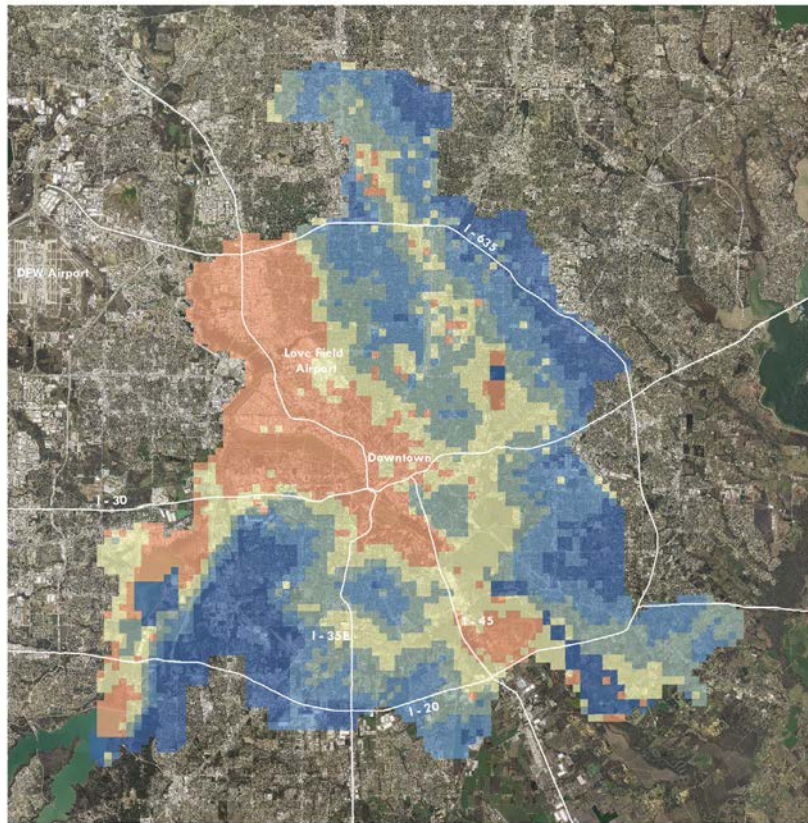 I - 635
DFW Airport
Love Field
Airport
Downtown
I - 30
I - 35E
I - 45
I - 20